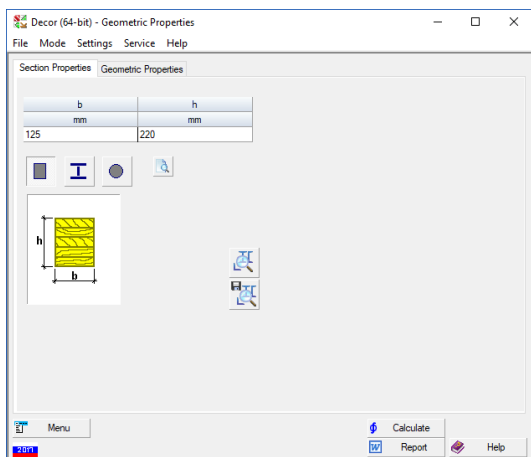 Decor (64-bit) - Geometric Properties
File Mode Settings Service Help
Section Properties Geometric Properties
b h
mm mm
125 220
h
b
Menu
Calculate
Report
Help